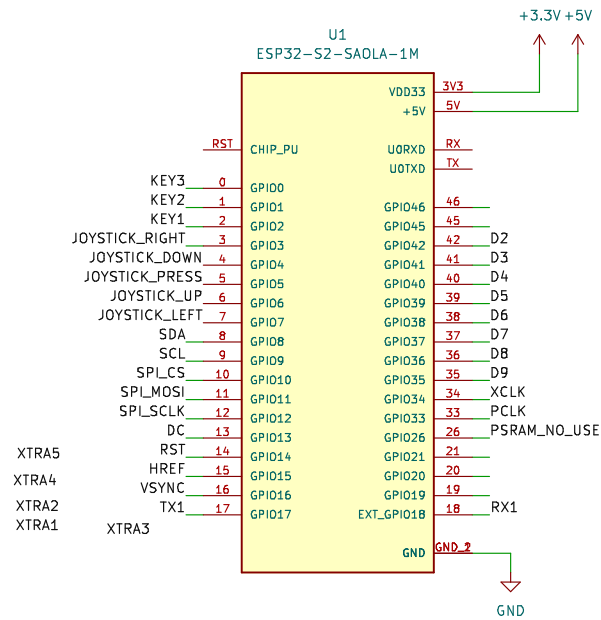 +3.3V +5V
U1
ESP32-S2-SAOLA-1M
VDD33 3V3
+5V 5V
RST CHIP_PU U0RXD RX
U0TXD TX
KEY3 0 GPIO0
KEY2 1 GPIO1 GPIO46 46
KEY1 2 GPIO2 GPIO45 45
JOYSTICK_RIGHT 3 GPIO3 GPIO42 42 D2
JOYSTICK_DOWN 4 GPIO4 GPIO41 41 D3
JOYSTICK_PRESS 5 GPIO5 GPIO40 40 D4
JOYSTICK_UP 6 GPIO6 GPIO39 39 D5
JOYSTICK_LEFT 7 GPIO7 GPIO38 38 D6
SDA 8 GPIO8 GPIO37 37 D7
SCL 9 GPIO9 GPIO36 36 D8
SPI_CS 10 GPIO10 GPIO35 35 D9
SPI_MOSI 11 GPIO11 GPIO34 34 XCLK
SPI_SCLK 12 GPIO12 GPIO33 33 PCLK
DC 13 GPIO13 GPIO26 26 PSRAM_NO_USE
XTRA5 RST 14 GPIO14 GPIO21 21
XTRA4 HREF 15 GPIO15 GPIO20 20
XTRA2 VSYNC 16 GPIO16 GPIO19 19
XTRA1 XTRA3 TX1 17 GPIO17 EXT_GPIO18 18 RX1
GND
GND